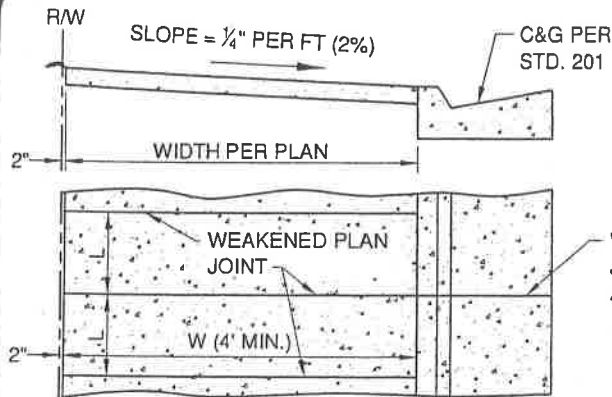 R/W
SLOPE = 1/4" PER FT (2%)
C&G PER
STD. 201
2"
WIDTH PER PLAN
WEAKENED PLAN
JOINT
L
L
W (4' MIN.)
2"